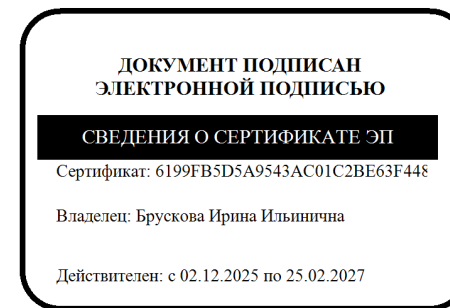 ДОКУМЕНТ ПОДПИСАН
ЭЛЕКТРОННОЙ ПОДПИСЬЮ
СВЕДЕНИЯ О СЕРТИФИКАТЕ ЭП
Сертификат: 6199FB5D5A9543AC01C2BE63F448
Владелец: Брускова Ирина Ильинична
Действителен: с 02.12.2025 по 25.02.2027